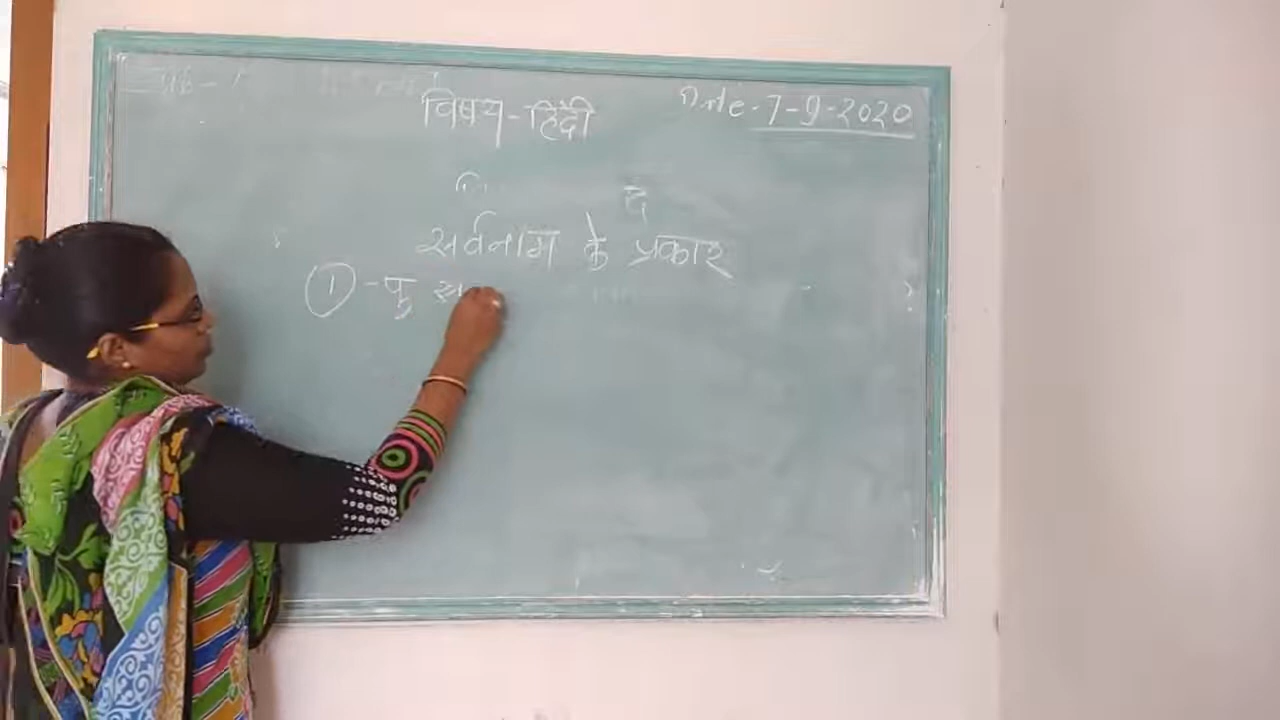 विषय-हिंदी
Date-7-9-2020
सर्वनाम के प्रकार
① -पु